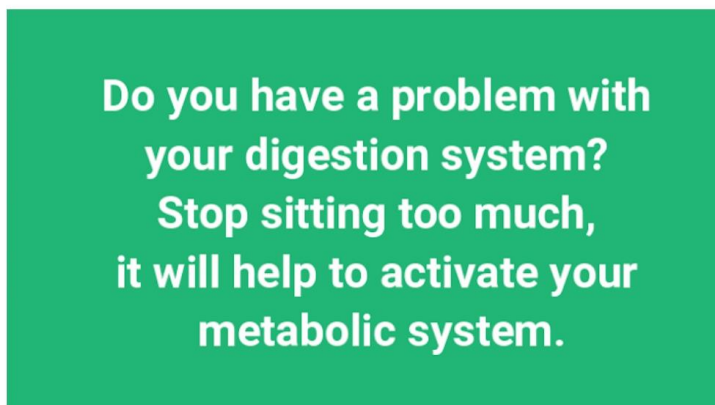 Do you have a problem with
your digestion system?
Stop sitting too much,
it will help to activate your
metabolic system.